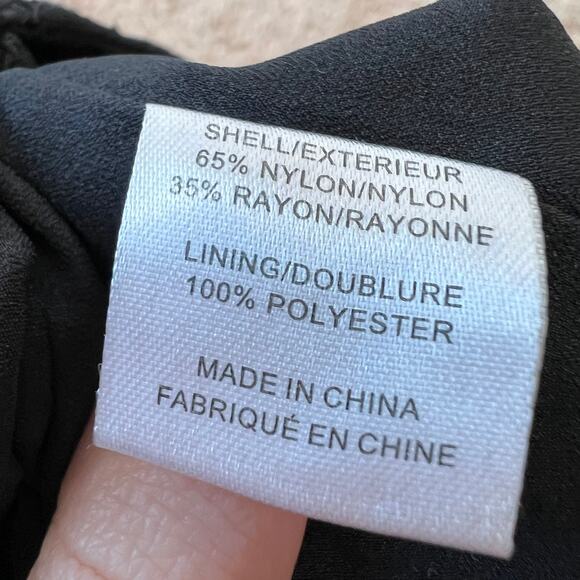 SHELL/EXTERIEUR
65% NYLON/NYLON
35% RAYON/RAYONNE
LINING/DOUBLURE
100% POLYESTER
MADE IN CHINA
FABRIQUÉ EN CHINE